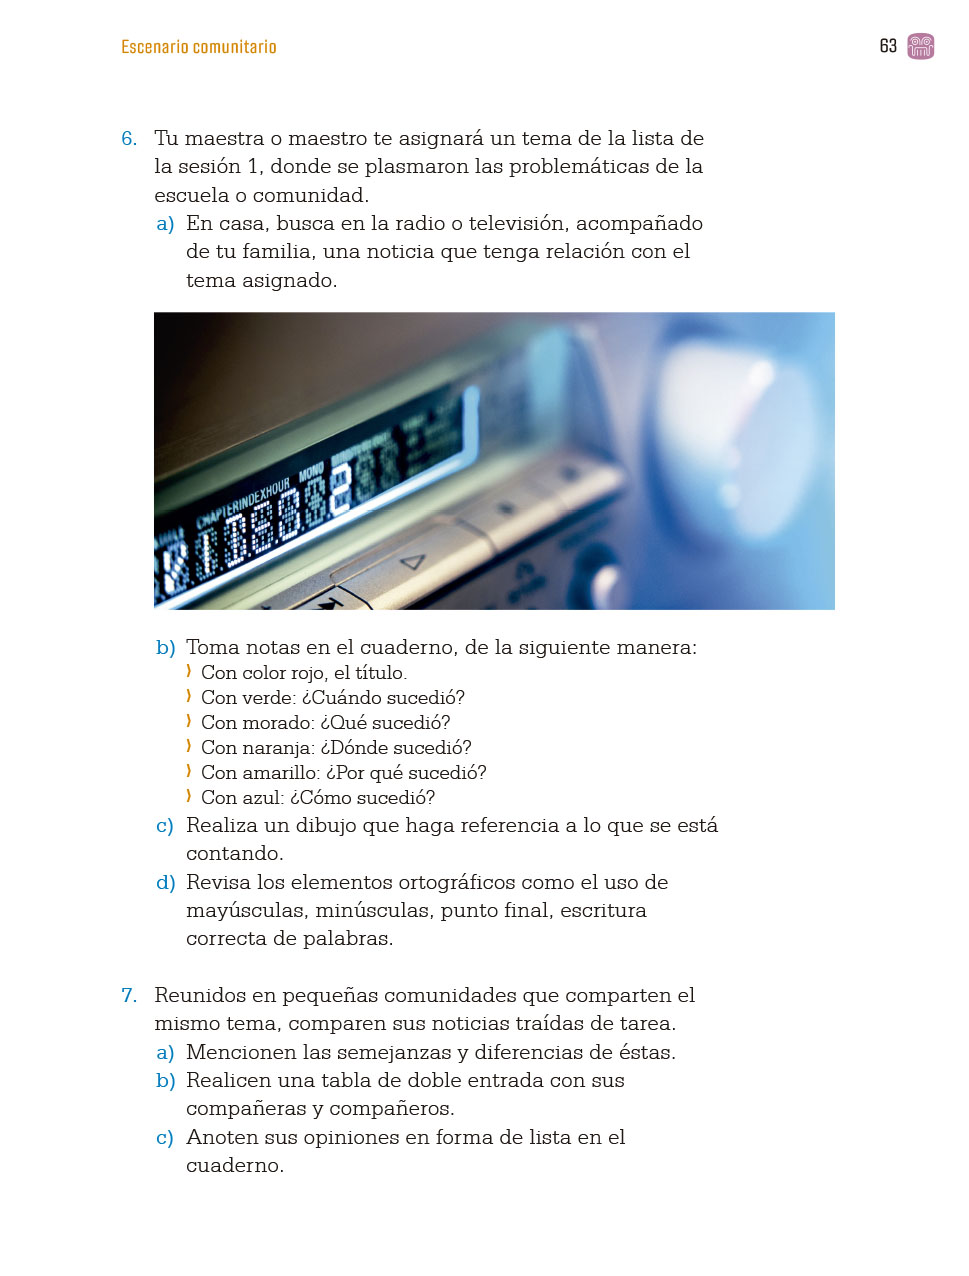 Escenario comunitario
63
6. Tu maestra o maestro te asignará un tema de la lista de
la sesión 1, donde se plasmaron las problemáticas de la
escuela o comunidad.
a) En casa, busca en la radio o televisión, acompañado
de tu familia, una noticia que tenga relación con el
tema asignado.
CHAPTERINDEXHOUR MONO
b) Toma notas en el cuaderno, de la siguiente manera:
⟩ Con color rojo, el título.
⟩ Con verde: ¿Cuándo sucedió?
⟩ Con morado: ¿Qué sucedió?
⟩ Con naranja: ¿Dónde sucedió?
⟩ Con amarillo: ¿Por qué sucedió?
⟩ Con azul: ¿Cómo sucedió?
c) Realiza un dibujo que haga referencia a lo que se está
contando.
d) Revisa los elementos ortográficos como el uso de
mayúsculas, minúsculas, punto final, escritura
correcta de palabras.
7. Reunidos en pequeñas comunidades que comparten el
mismo tema, comparen sus noticias traídas de tarea.
a) Mencionen las semejanzas y diferencias de éstas.
b) Realicen una tabla de doble entrada con sus
compañeras y compañeros.
c) Anoten sus opiniones en forma de lista en el
cuaderno.